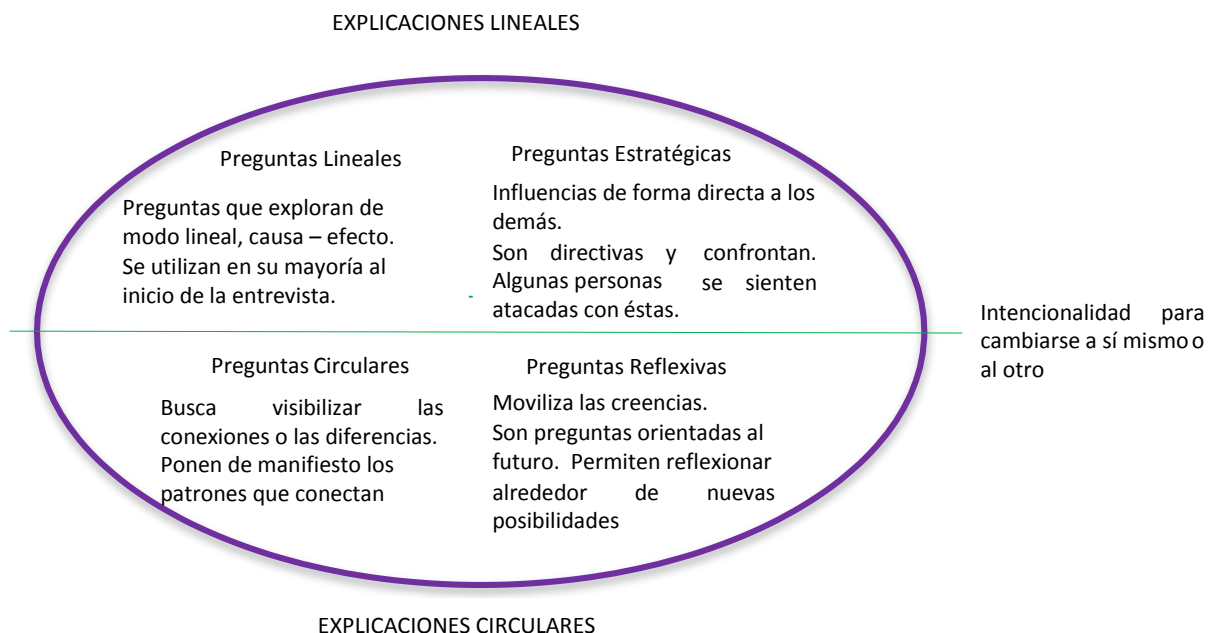 EXPLICACIONES LINEALES
Preguntas Lineales
Preguntas que exploran de
modo lineal, causa – efecto.
Se utilizan en su mayoría al
inicio de la entrevista.
Preguntas Estratégicas
Influencias de forma directa a los
demás.
Son directivas y confrontan.
Algunas personas se sienten
atacadas con éstas.
Intencionalidad para
cambiarse a sí mismo o
al otro
Preguntas Circulares
Busca visibilizar las
conexiones o las diferencias.
Ponen de manifiesto los
patrones que conectan
Preguntas Reflexivas
Moviliza las creencias.
Son preguntas orientadas al
futuro. Permiten reflexionar
alrededor de nuevas
posibilidades
EXPLICACIONES CIRCULARES